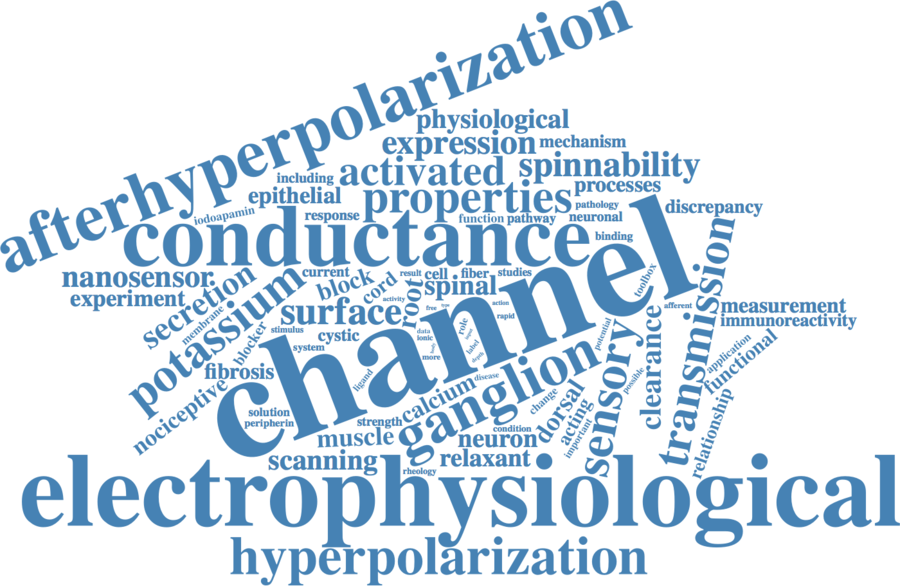 afterhyperpolarization
physiological
expression
mechanism
activated
spinnability
including
epithelial
properties
processes
iodoapamin
response
function
pathway
pathology
neuronal
discrepancy
conductance
binding
channel
nanosensor
experiment
secretion
membrane
potassium
current
block
cord
result
cell
fiber
studies
activity
root
spinal
surface
toolbox
afferent
transmission
measurement
immunoreactivity
blocker
stimulus
system
cystic
free
data
ionic
more
role
label
depth
action
rapid
potential
sensory
clearance
application
functional
fibrosis
nociceptive
ligand
calcium
disease
ganglion
change
possible
dorsal
acting
important
relationship
solution
peripherin
strength
muscle
condition
neuron
scanning
rheology
relaxant
electrophysiological
hyperpolarization